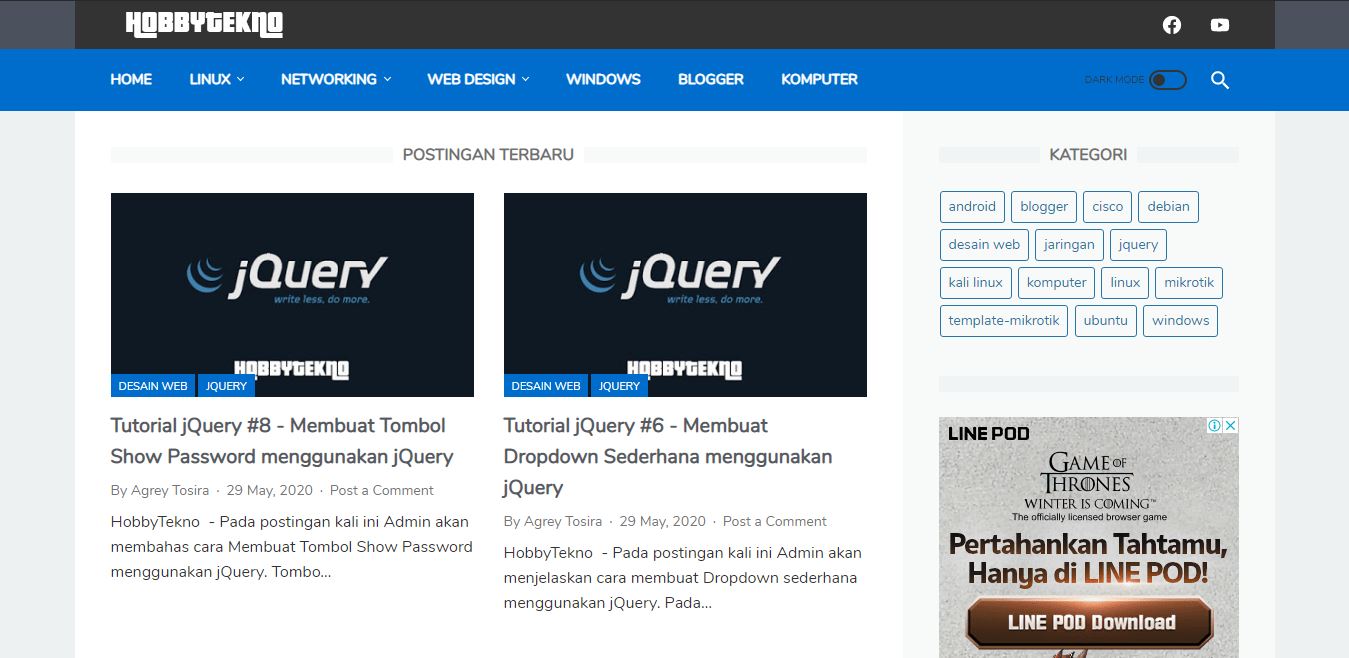 HOBBYTEKNO
HOME LINUX NETWORKING WEB DESIGN WINDOWS BLOGGER KOMPUTER DARK MODE
POSTINGAN TERBARU
jQuery
write less, do more.
HOBBYTEKNO
DESAIN WEB JQUERY
Tutorial jQuery #8 - Membuat Tombol
Show Password menggunakan jQuery
By Agrey Tosira · 29 May, 2020 · Post a Comment
HobbyTekno - Pada postingan kali ini Admin akan
membahas cara Membuat Tombol Show Password
menggunakan jQuery. Tombo...
jQuery
write less, do more.
HOBBYTEKNO
DESAIN WEB JQUERY
Tutorial jQuery #6 - Membuat
Dropdown Sederhana menggunakan
jQuery
By Agrey Tosira · 29 May, 2020 · Post a Comment
HobbyTekno - Pada postingan kali ini Admin akan
menjelaskan cara membuat Dropdown sederhana
menggunakan jQuery. Pada...
KATEGORI
android blogger cisco debian
desain web jaringan jquery
kali linux komputer linux mikrotik
template-mikrotik ubuntu windows
LINE POD
GAME OF
THRONES
WINTER IS COMING™
The officially licensed browser game
Pertahankan Tahtamu,
Hanya di LINE POD!
LINE POD Download